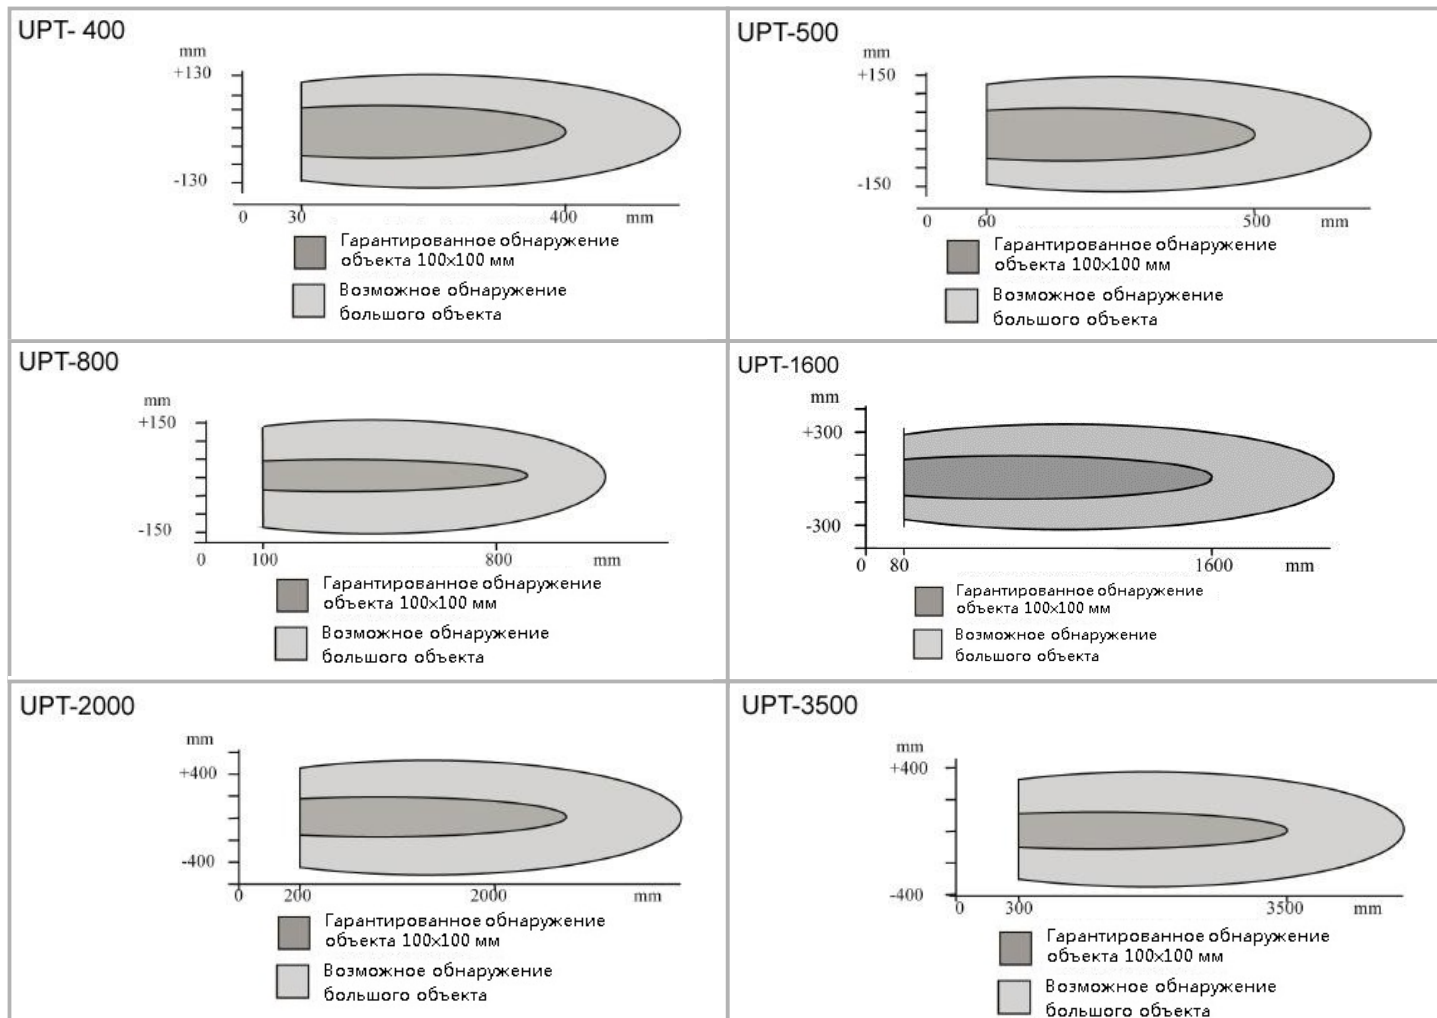 UPT- 400
mm
+130
-130
0 30 400 mm
Гарантированное обнаружение
объекта 100x100 мм
Возможное обнаружение
большого объекта
UPT-500
mm
+150
-150
0 60 500 mm
Гарантированное обнаружение
объекта 100x100 мм
Возможное обнаружение
большого объекта
UPT-800
mm
+150
-150
0 100 800 mm
Гарантированное обнаружение
объекта 100x100 мм
Возможное обнаружение
большого объекта
UPT-1600
mm
+300
-300
0 80 1600 mm
Гарантированное обнаружение
объекта 100x100 мм
Возможное обнаружение
большого объекта
UPT-2000
mm
+400
-400
0 200 2000 mm
Гарантированное обнаружение
объекта 100x100 мм
Возможное обнаружение
большого объекта
UPT-3500
mm
+400
-400
0 300 3500 mm
Гарантированное обнаружение
объекта 100x100 мм
Возможное обнаружение
большого объекта